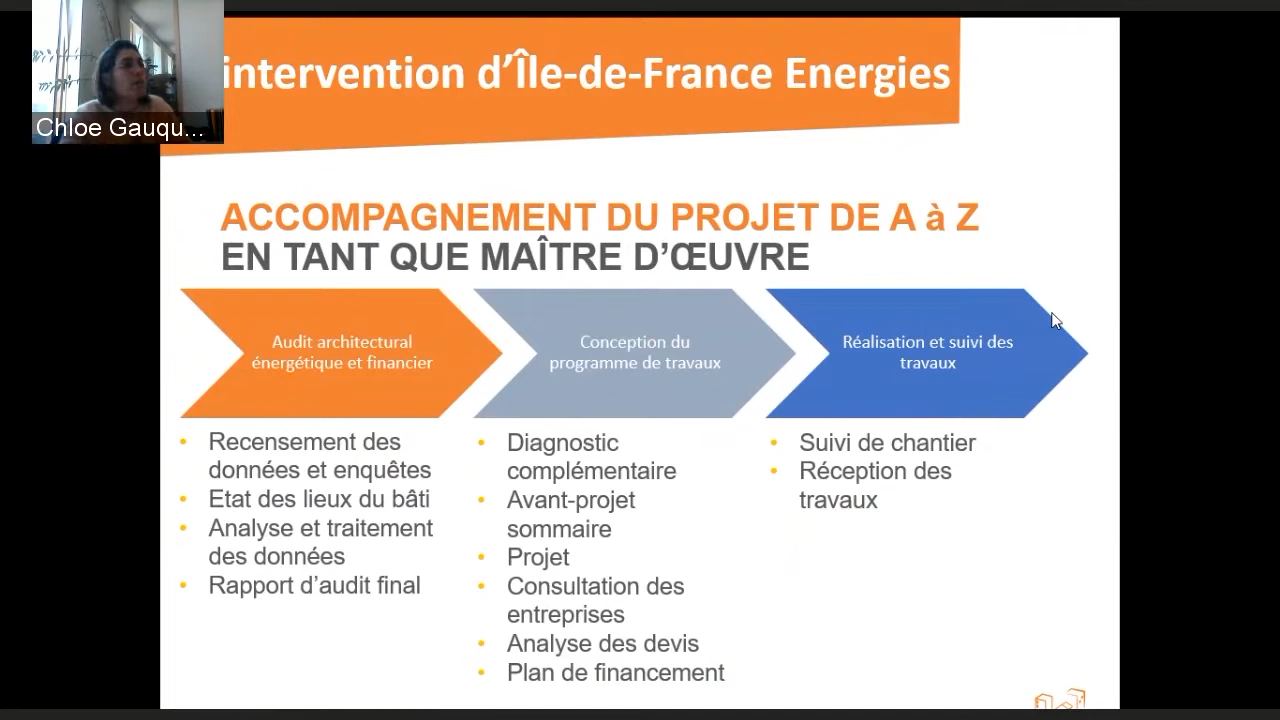 intervention d’Île-de-France Energies
Chloe Gauqu...
ACCOMPAGNEMENT DU PROJET DE A à Z
EN TANT QUE MAÎTRE D’ŒUVRE
Audit architectural
énergétique et financier
Conception du
programme de travaux
Réalisation et suivi des
travaux
• Recensement des
données et enquêtes
• Etat des lieux du bâti
• Analyse et traitement
des données
• Rapport d’audit final
• Diagnostic
complémentaire
• Avant-projet
sommaire
• Projet
• Consultation des
entreprises
• Analyse des devis
• Plan de financement
• Suivi de chantier
• Réception des
travaux